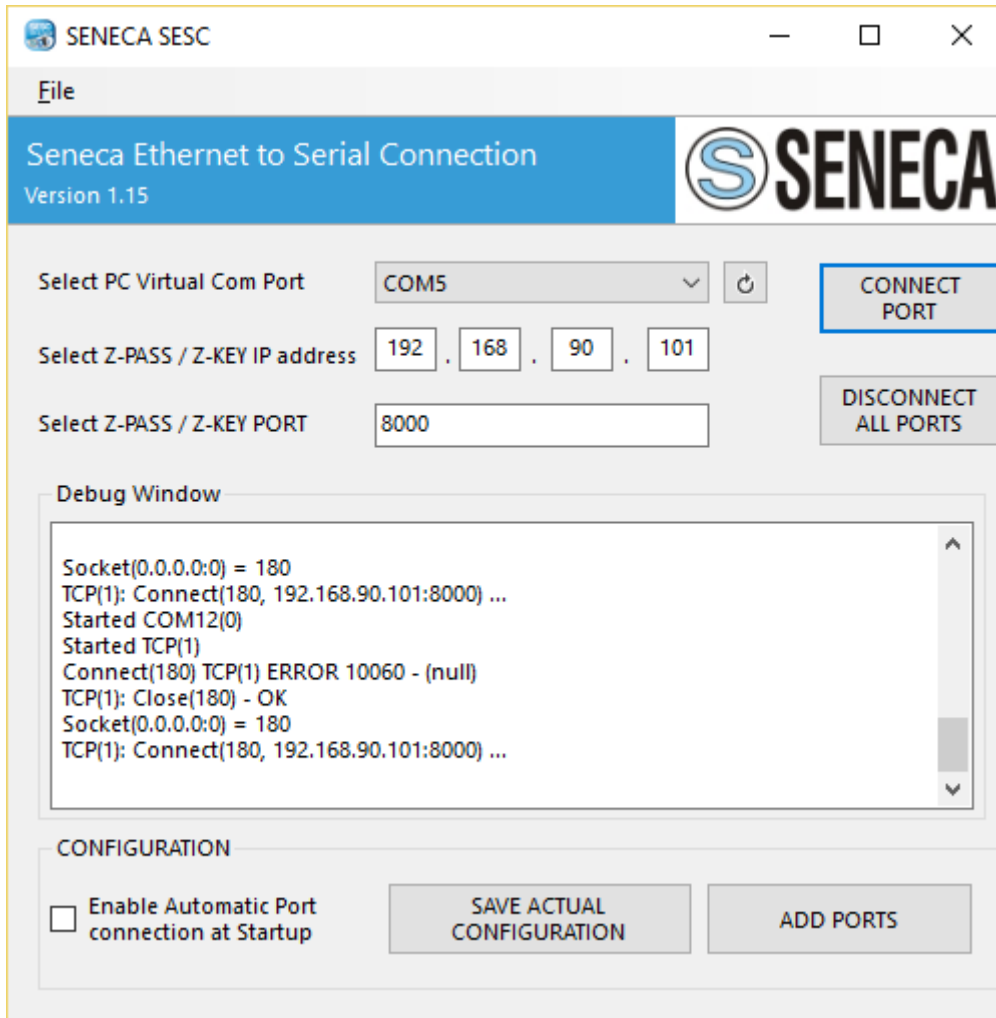 SENECA SESC
File
Seneca Ethernet to Serial Connection
Version 1.15
S SENECA
Select PC Virtual Com Port
COM5
CONNECT
PORT
Select Z-PASS / Z-KEY IP address
192 . 168 . 90 . 101
Select Z-PASS / Z-KEY PORT
8000
DISCONNECT
ALL PORTS
Debug Window
Socket(0.0.0.0:0) = 180
TCP(1): Connect(180, 192.168.90.101:8000) ...
Started COM12(0)
Started TCP(1)
Connect(180) TCP(1) ERROR 10060 - (null)
TCP(1): Close(180) - OK
Socket(0.0.0.0:0) = 180
TCP(1): Connect(180, 192.168.90.101:8000) ...
CONFIGURATION
Enable Automatic Port
connection at Startup
SAVE ACTUAL
CONFIGURATION
ADD PORTS